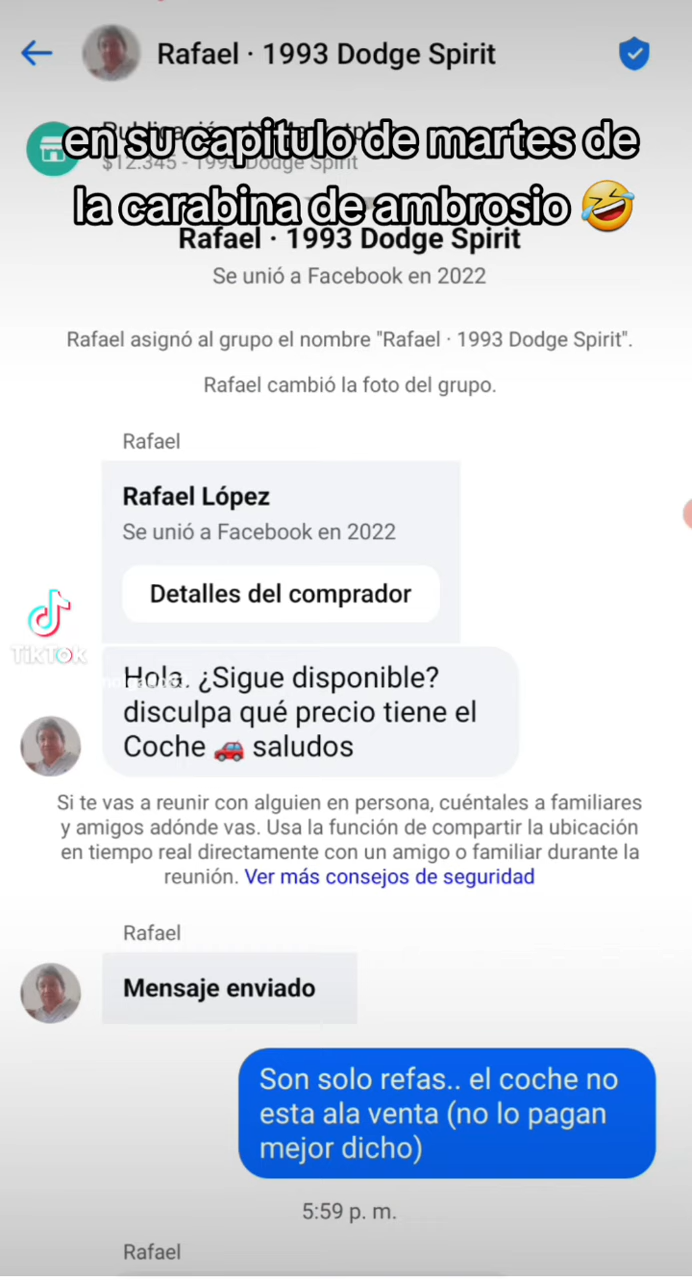 Rafael · 1993 Dodge Spirit
en su capitulo de martes de
$12.345 - 1993 Dodge Spirit
la carabina de ambrosio 🤣
Rafael · 1993 Dodge Spirit
Se unió a Facebook en 2022
Rafael asignó al grupo el nombre "Rafael · 1993 Dodge Spirit".
Rafael cambió la foto del grupo.
Rafael
Rafael López
Se unió a Facebook en 2022
Detalles del comprador
TikTok
Hola. ¿Sigue disponible?
disculpa qué precio tiene el
Coche 🚗 saludos
Si te vas a reunir con alguien en persona, cuéntales a familiares
y amigos adónde vas. Usa la función de compartir la ubicación
en tiempo real directamente con un amigo o familiar durante la
reunión. Ver más consejos de seguridad
Rafael
Mensaje enviado
Son solo refas.. el coche no
esta ala venta (no lo pagan
mejor dicho)
5:59 p. m.
Rafael